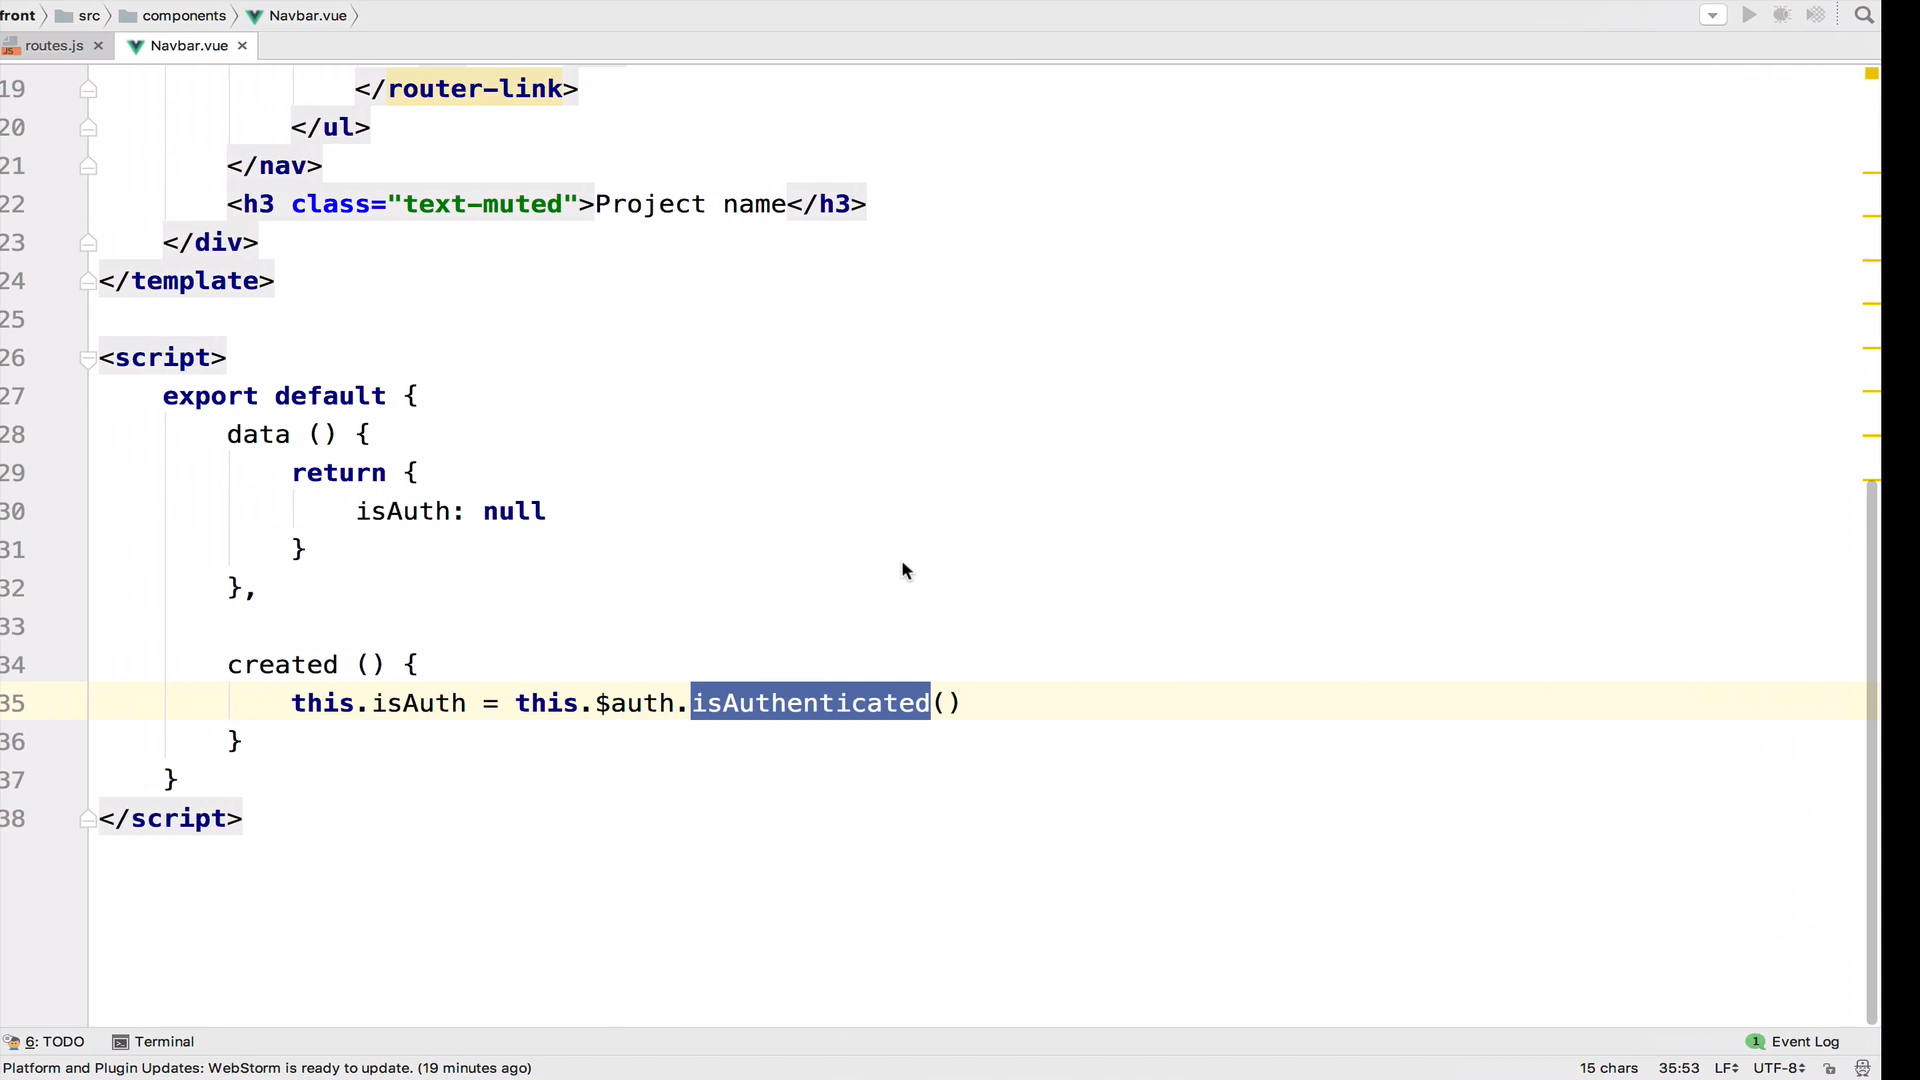 front src components Navbar.vue
routes.js Navbar.vue
19 </router-link>
20 </ul>
21 </nav>
22 <h3 class="text-muted">Project name</h3>
23 </div>
24 </template>
25
26 <script>
27 export default {
28 data () {
29 return {
30 isAuth: null
31 }
32 },
33
34 created () {
35 this.isAuth = this.$auth.isAuthenticated()
36 }
37 }
38 </script>
6: TODO Terminal 1 Event Log
Platform and Plugin Updates: WebStorm is ready to update. (19 minutes ago) 15 chars 35:53 LF UTF-8